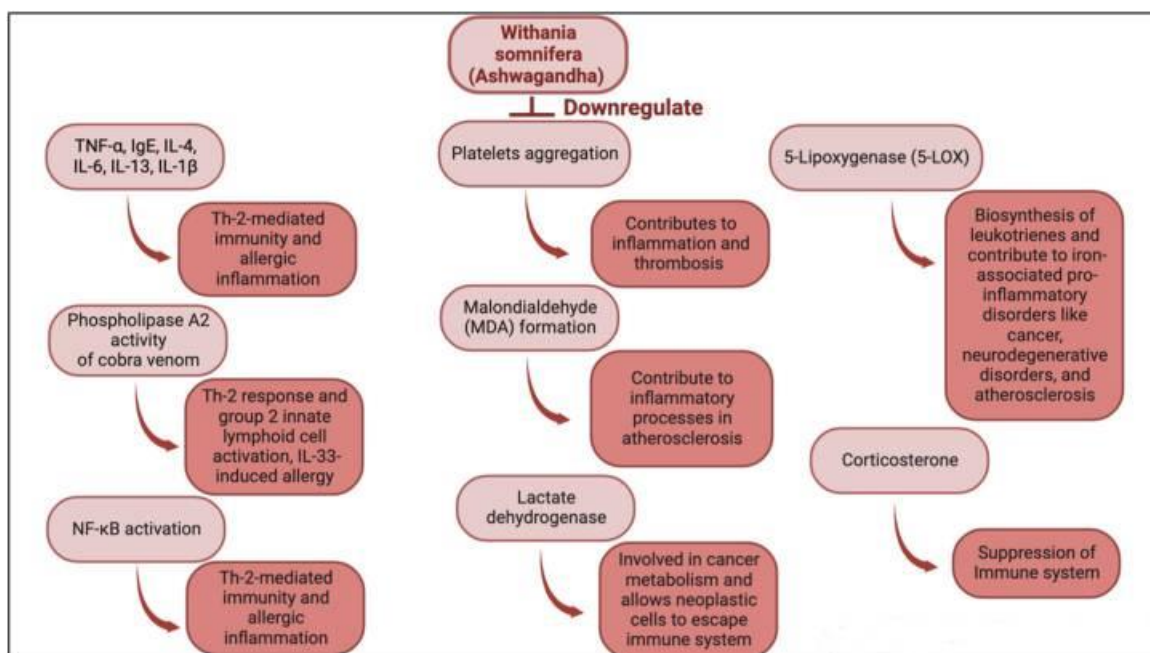 Withania
somnifera
(Ashwagandha)
Downregulate
TNF-α, IgE, IL-4,
IL-6, IL-13, IL-1β
Th-2-mediated
immunity and
allergic
inflammation
Phospholipase A2
activity
of cobra venom
Th-2 response and
group 2 innate
lymphoid cell
activation, IL-33-
induced allergy
NF-κB activation
Th-2-mediated
immunity and
allergic
inflammation
Platelets aggregation
Contributes to
inflammation and
thrombosis
Malondialdehyde
(MDA) formation
Contribute to
inflammatory
processes in
atherosclerosis
Lactate
dehydrogenase
Involved in cancer
metabolism and
allows neoplastic
cells to escape
immune system
5-Lipoxygenase (5-LOX)
Biosynthesis of
leukotrienes and
contribute to iron-
associated pro-
inflammatory
disorders like
cancer,
neurodegenerative
disorders, and
atherosclerosis
Corticosterone
Suppression of
Immune system